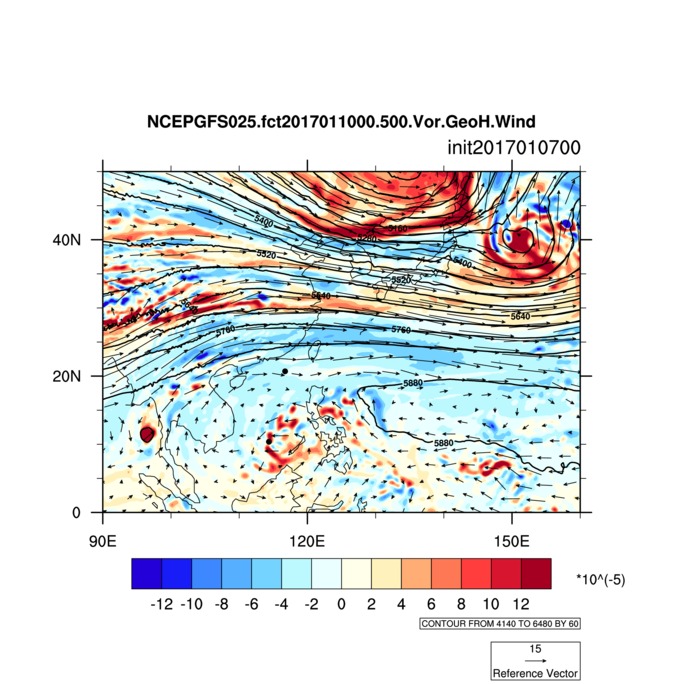 NCEPGFS025.fct2017011000.500.Vor.GeoH.Wind
init2017010700
5400
5160
5280
40N
5520
5400
5520
5640
5640
5760
5760
20N
5880
5880
0
90E 120E 150E
*10^(-5)
-12 -10 -8 -6 -4 -2 0 2 4 6 8 10 12
CONTOUR FROM 4140 TO 6480 BY 60
15
Reference Vector